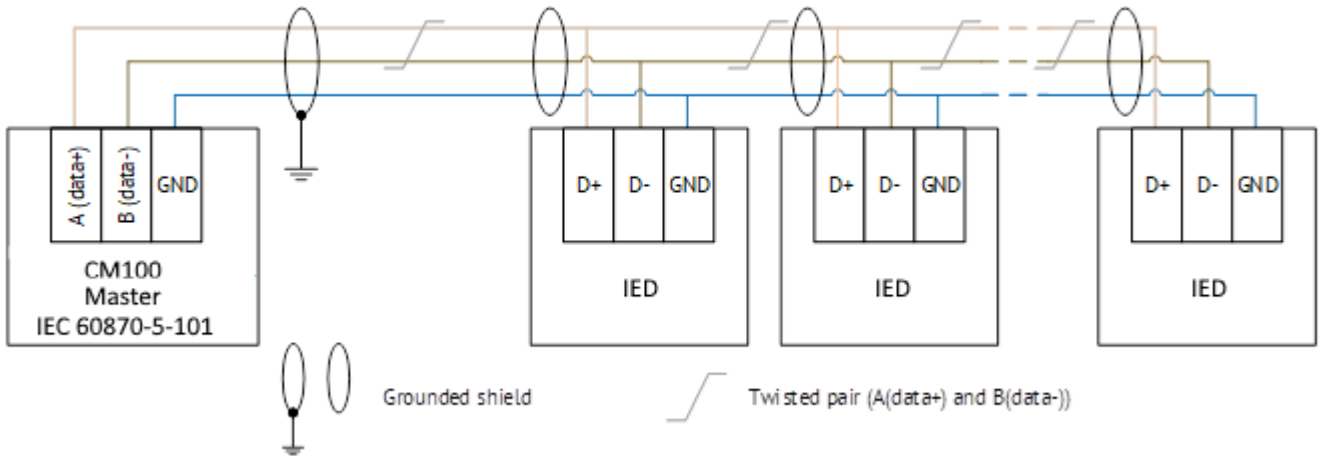 A (data+)
B (data-)
GND
CM100
Master
IEC 60870-5-101
D+
D-
GND
IED
D+
D-
GND
IED
D+
D-
GND
IED
Grounded shield
Twisted pair (A(data+) and B(data-))